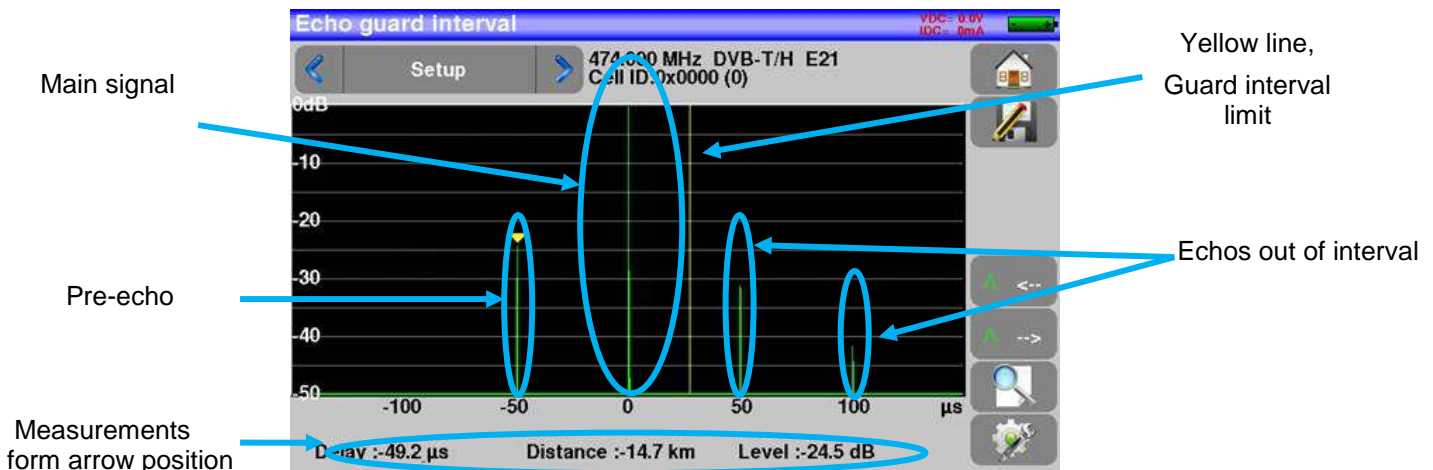 Echo guard interval
VDC= 0.0V
IDC= 0mA
Setup
474.000 MHz DVB-T/H E21
Cell ID:0x0000 (0)
Main signal
Yellow line,
Guard interval
limit
0dB
-10
-20
-30
-40
-50
Pre-echo
Echos out of interval
<--
-->
-100
-50
0
50
100
µs
Measurements
form arrow position
Delay :-49.2 µs
Distance :-14.7 km
Level :-24.5 dB